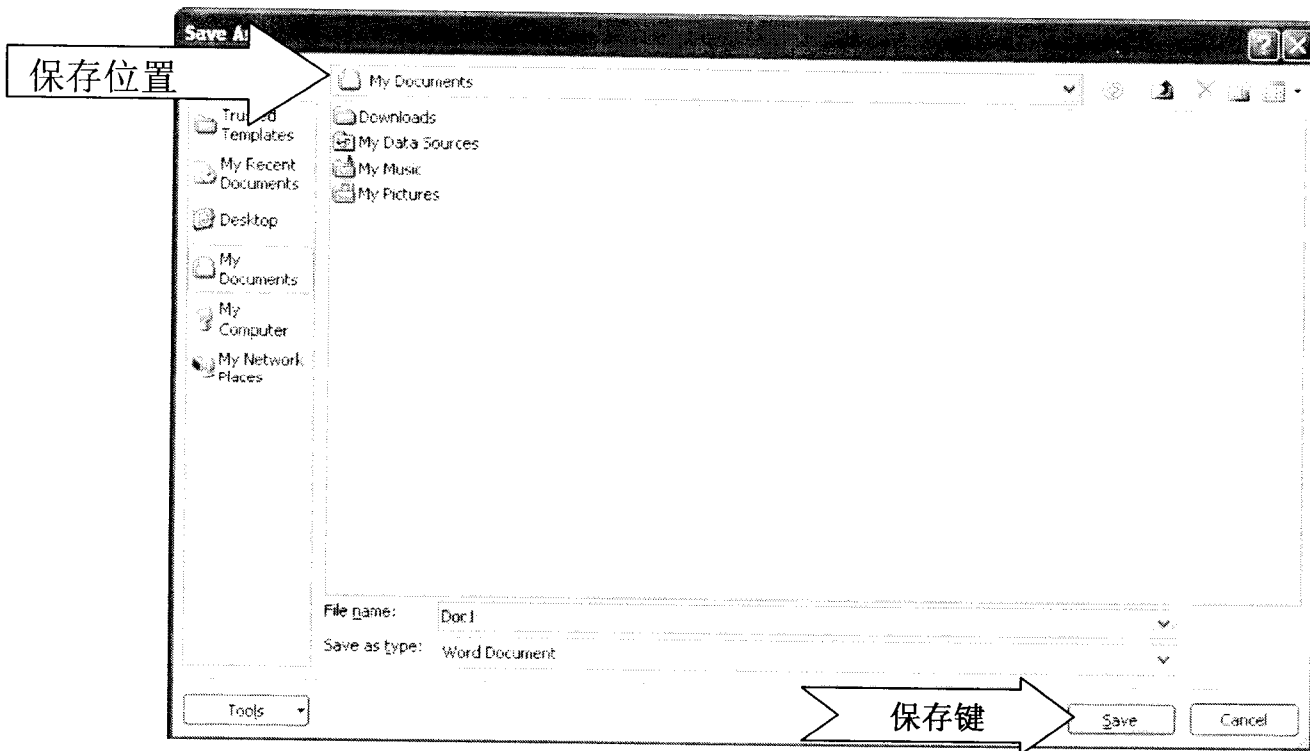 Save As
保存位置
My Documents
Trusted
Templates
My Recent
Documents
Desktop
My
Documents
My
Computer
My Network
Places
Downloads
My Data Sources
My Music
My Pictures
File name:
Doc1
Save as type:
Word Document
Tools
保存键
Save
Cancel